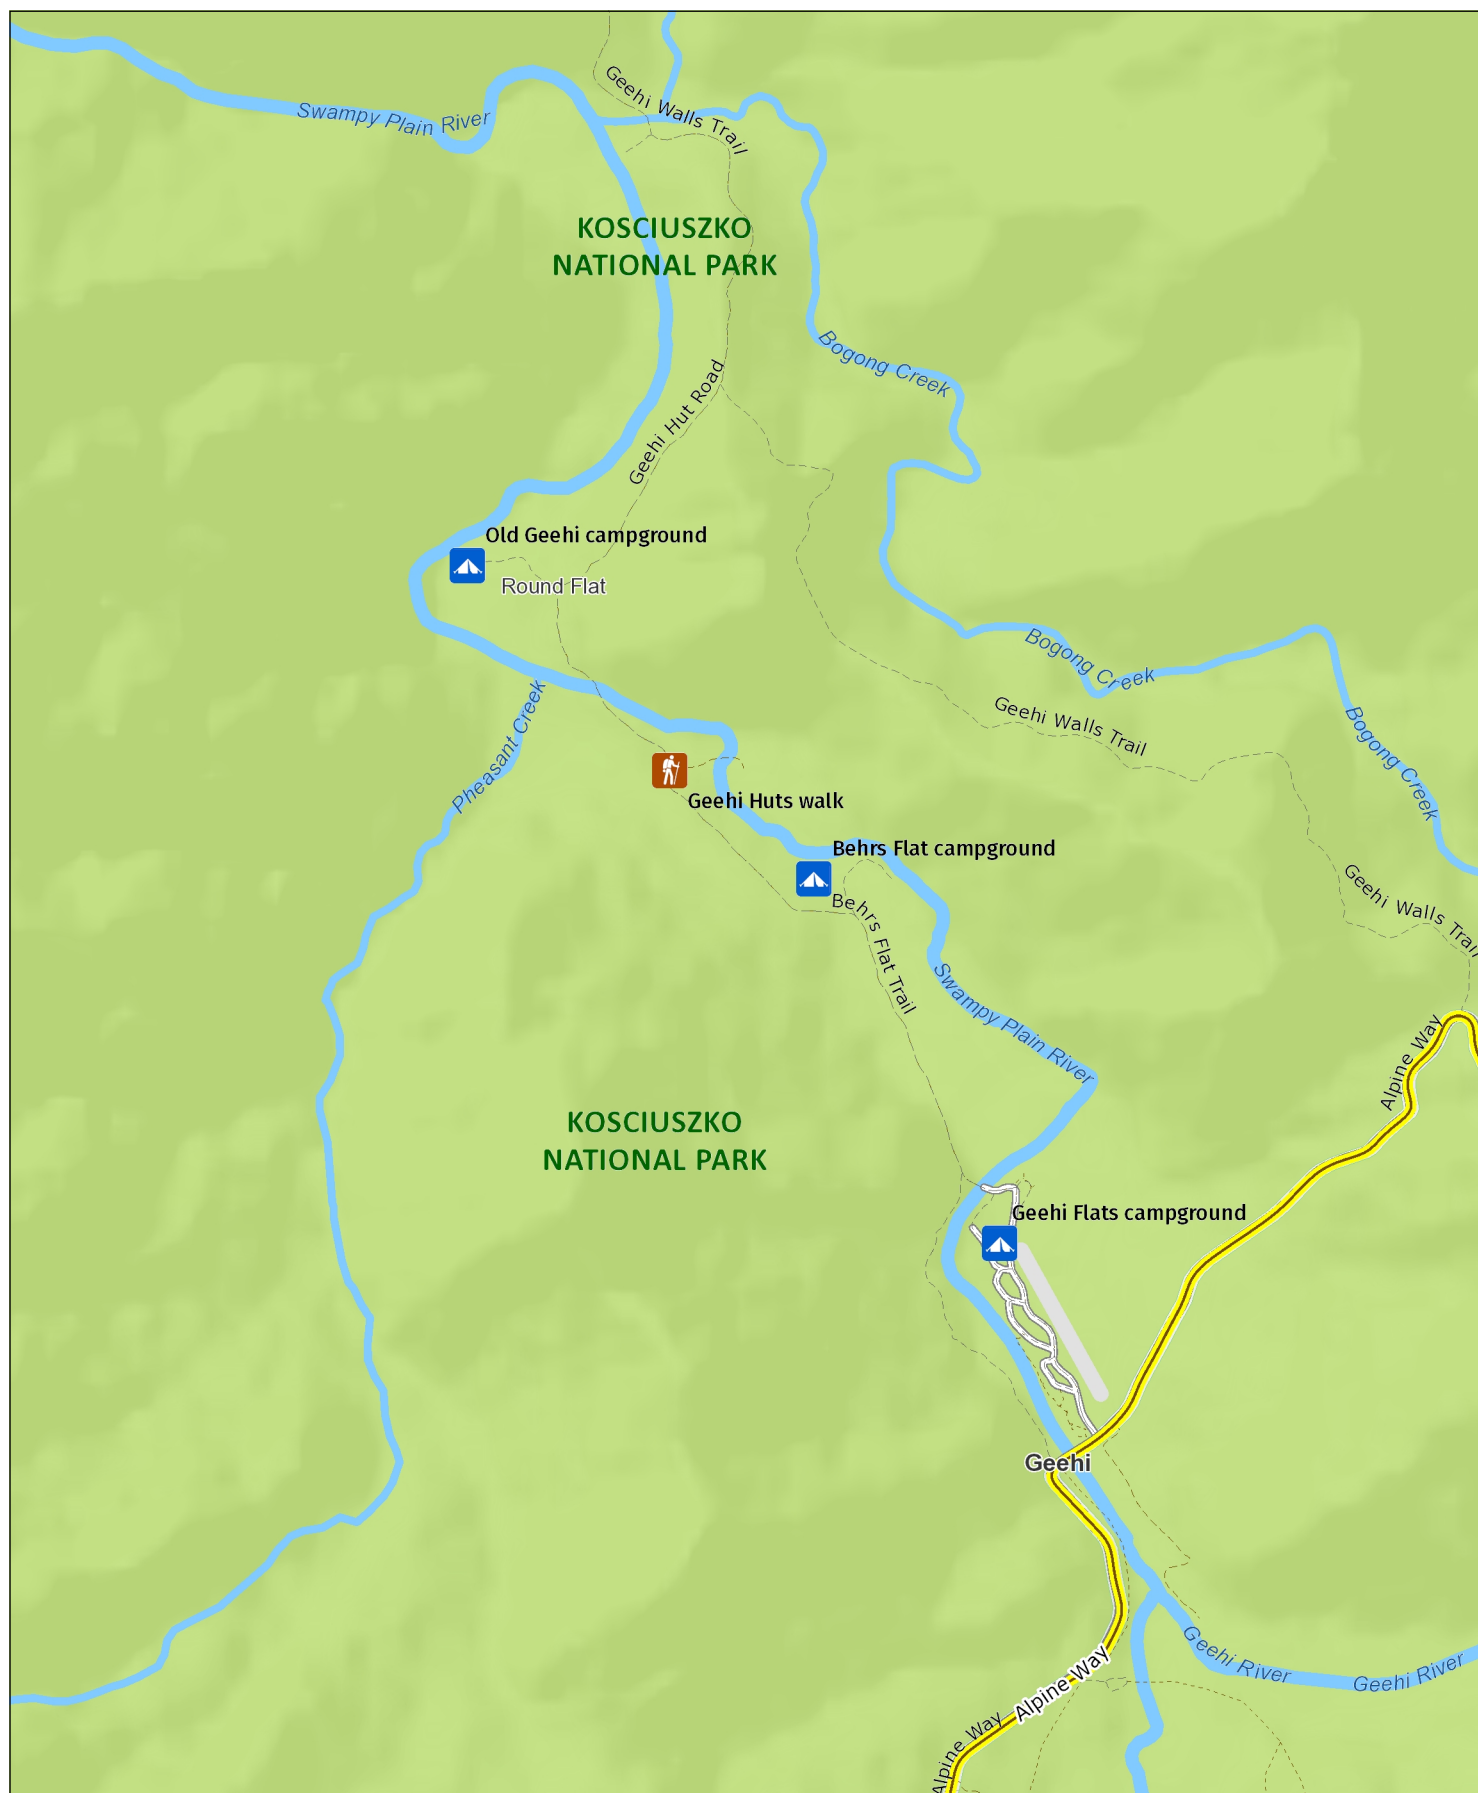 Geehi Walls Trail
Swampy Plain River
KOSCIUSZKO
NATIONAL PARK
Bogong Creek
Geehi Hut Road
Old Geehi campground
Round Flat
Bogong Creek
Pheasant Creek
Geehi Walls Trail
Bogong Creek
Geehi Huts walk
Behrs Flat campground
Behrs Flat Trail
Geehi Walls Trail
Swampy Plain River
Alpine Way
KOSCIUSZKO
NATIONAL PARK
Geehi Flats campground
Geehi
Geehi River
Geehi River
Alpine Way
Alpine Way